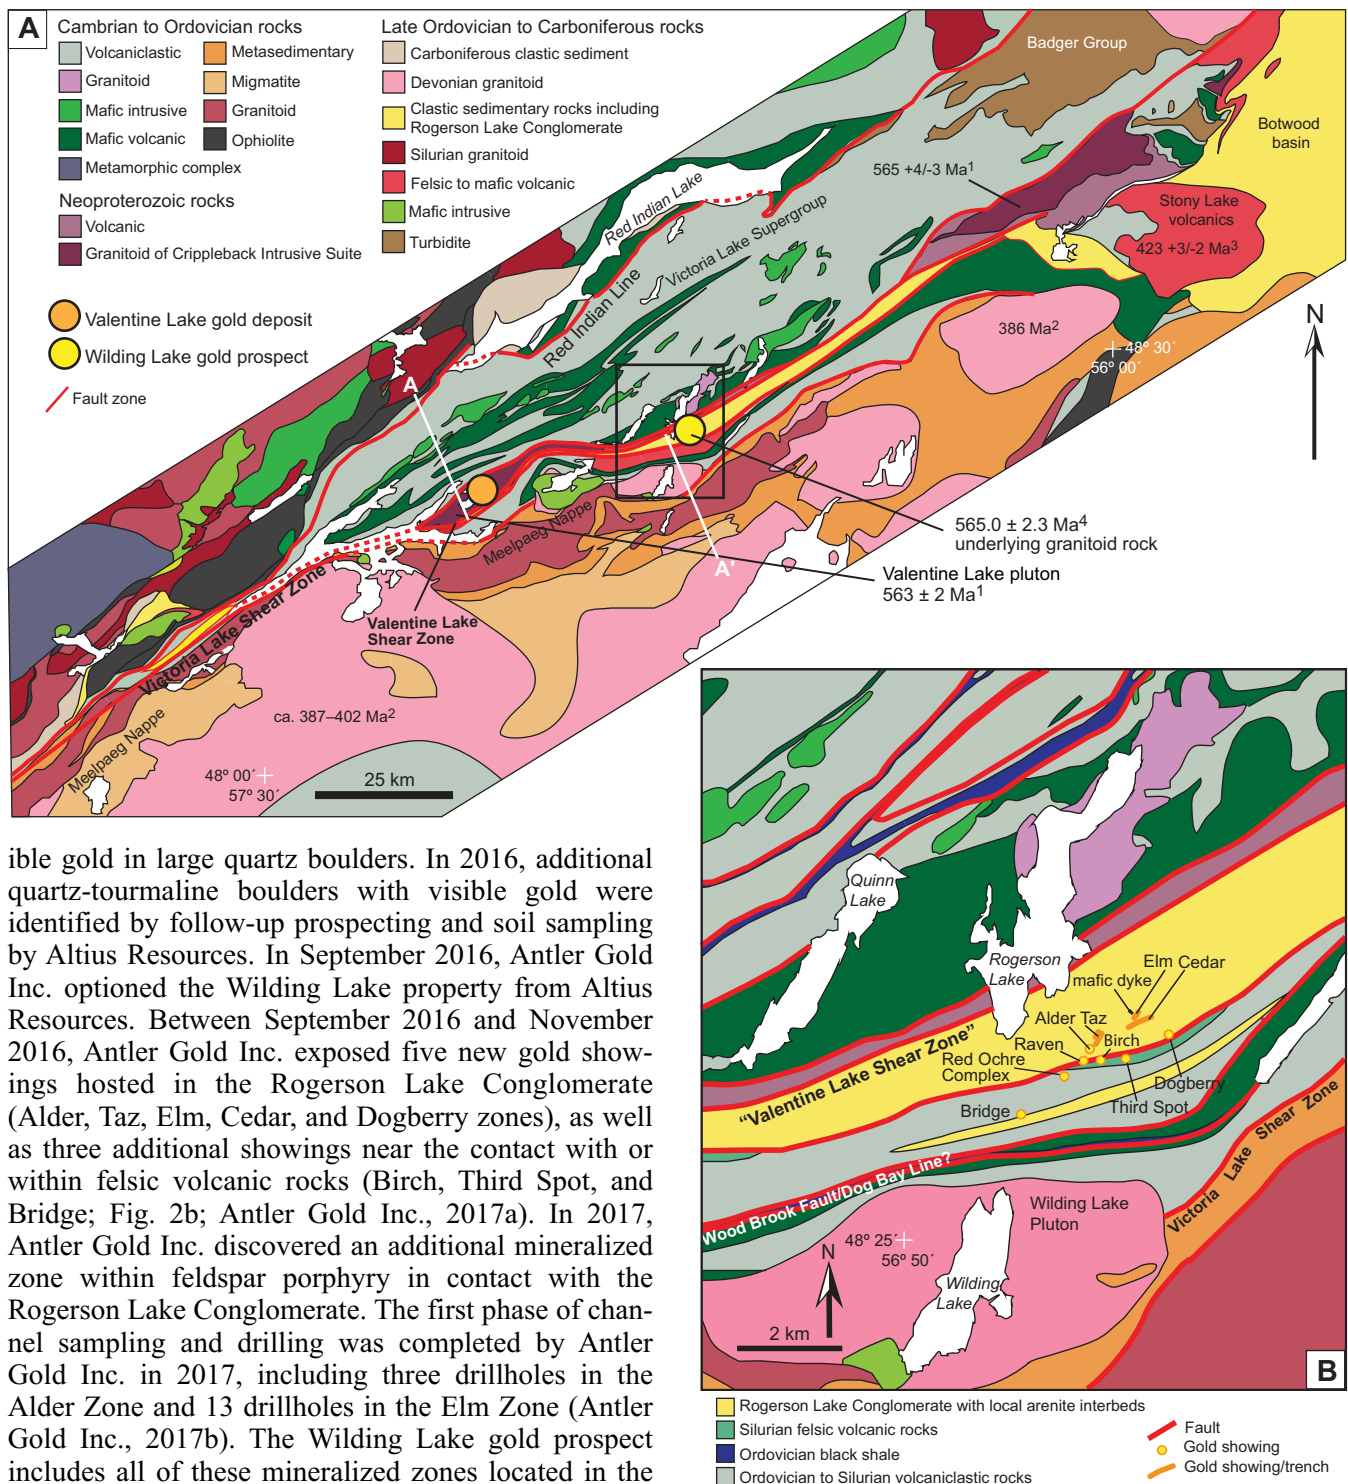 A
Cambrian to Ordovician rocks
Volcaniclastic
Granitoid
Mafic intrusive
Mafic volcanic
Metamorphic complex
Metasedimentary
Migmatite
Granitoid
Ophiolite
Neoproterozoic rocks
Volcanic
Granitoid of Crippleback Intrusive Suite
Late Ordovician to Carboniferous rocks
Carboniferous clastic sediment
Devonian granitoid
Clastic sedimentary rocks including
Rogerson Lake Conglomerate
Silurian granitoid
Felsic to mafic volcanic
Mafic intrusive
Turbidite
Valentine Lake gold deposit
Wilding Lake gold prospect
Fault zone
Badger Group
Botwood
basin
565 +4/-3 Ma1
Stony Lake
volcanics
423 +3/-2 Ma3
Red Indian Lake
Victoria Lake Supergroup
Red Indian Line
386 Ma2
48º 30´
56º 00´
N
A
A'
Meelpaeg Nappe
565.0 ± 2.3 Ma4
underlying granitoid rock
Valentine Lake pluton
563 ± 2 Ma1
Valentine Lake
Shear Zone
Victoria Lake Shear Zone
Meelpaeg Nappe
ca. 387–402 Ma2
48º 00´
57º 30´
25 km
ible gold in large quartz boulders. In 2016, additional
quartz-tourmaline boulders with visible gold were
identified by follow-up prospecting and soil sampling
by Altius Resources. In September 2016, Antler Gold
Inc. optioned the Wilding Lake property from Altius
Resources. Between September 2016 and November
2016, Antler Gold Inc. exposed five new gold show-
ings hosted in the Rogerson Lake Conglomerate
(Alder, Taz, Elm, Cedar, and Dogberry zones), as well
as three additional showings near the contact with or
within felsic volcanic rocks (Birch, Third Spot, and
Bridge; Fig. 2b; Antler Gold Inc., 2017a). In 2017,
Antler Gold Inc. discovered an additional mineralized
zone within feldspar porphyry in contact with the
Rogerson Lake Conglomerate. The first phase of chan-
nel sampling and drilling was completed by Antler
Gold Inc. in 2017, including three drillholes in the
Alder Zone and 13 drillholes in the Elm Zone (Antler
Gold Inc., 2017b). The Wilding Lake gold prospect
includes all of these mineralized zones located in the
Quinn
Lake
Rogerson
Lake
Elm Cedar
mafic dyke
Alder Taz
Raven
Birch
Red Ochre
Complex
Dogberry
Third Spot
Bridge
"Valentine Lake Shear Zone"
Wood Brook Fault/Dog Bay Line?
Victoria Lake Shear Zone
Wilding Lake
Pluton
48º 25´
56º 50´
N
Wilding
Lake
2 km
B
Rogerson Lake Conglomerate with local arenite interbeds
Silurian felsic volcanic rocks
Ordovician black shale
Ordovician to Silurian volcaniclastic rocks
Fault
Gold showing
Gold showing/trench